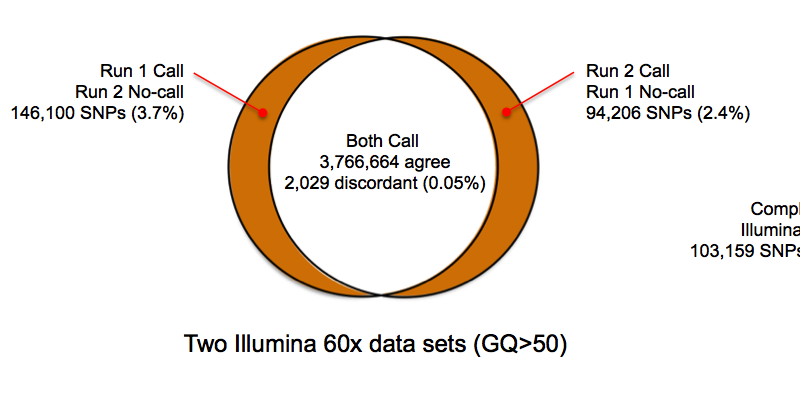 Run 1 Call
Run 2 No-call
146,100 SNPs (3.7%)
Both Call
3,766,664 agree
2,029 discordant (0.05%)
Run 2 Call
Run 1 No-call
94,206 SNPs (2.4%)
Illumina
103,159 SNPs
Two Illumina 60x data sets (GQ>50)